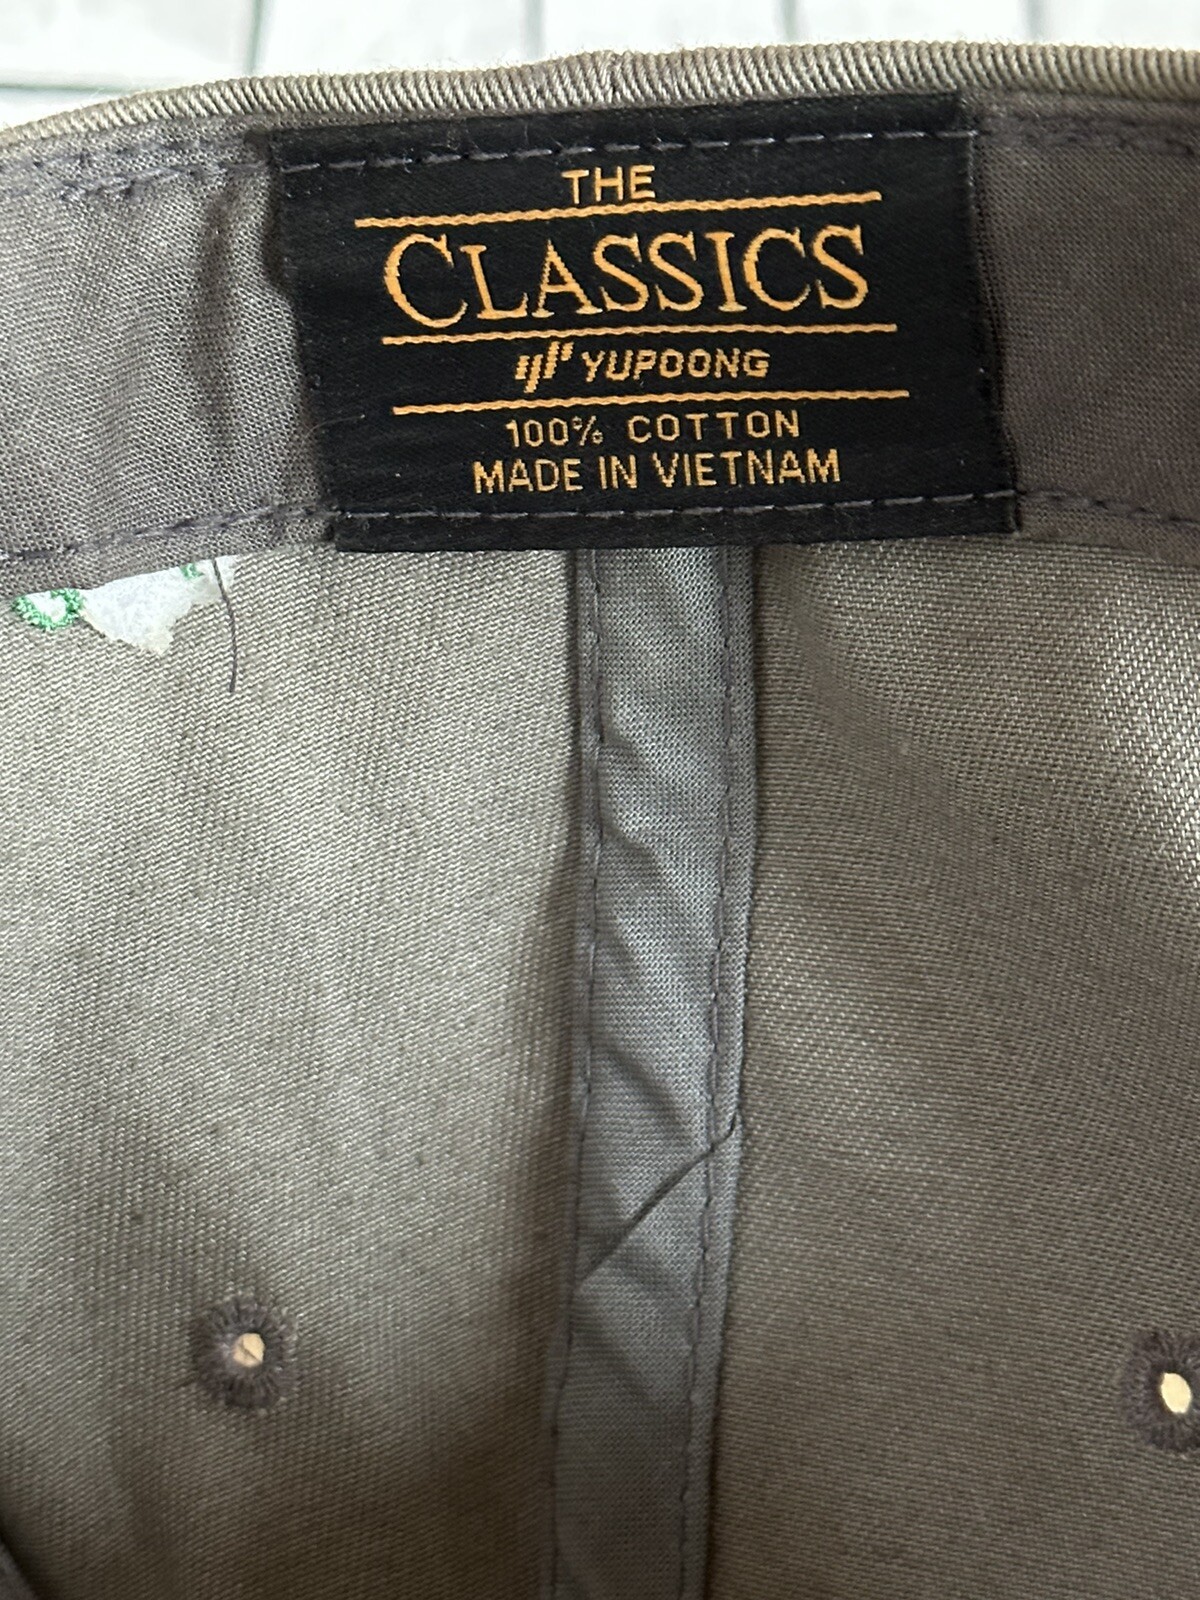 THE
CLASSICS
YUPOONG
100% COTTON
MADE IN VIETNAM